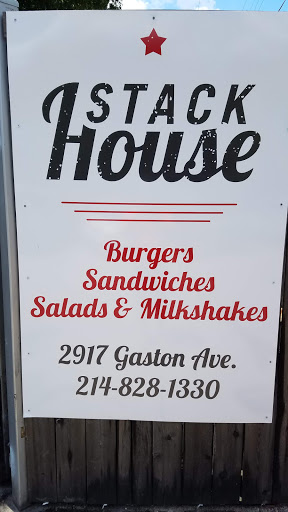 STACK
House
Burgers
Sandwiches
Salads & Milkshakes
2917 Gaston Ave.
214-828-1330